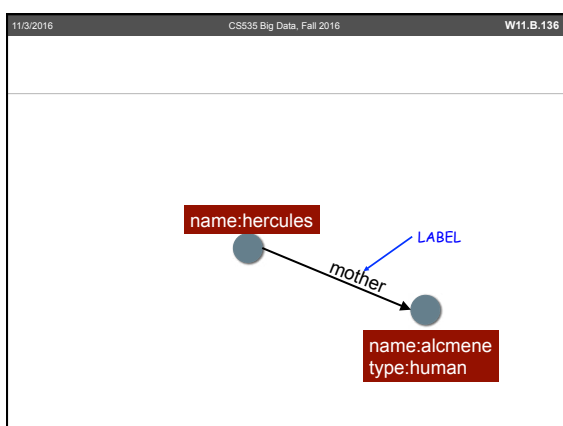 11/3/2016
CS535 Big Data, Fall 2016
W11.B.136
name:hercules
LABEL
mother
name:alcmene
type:human